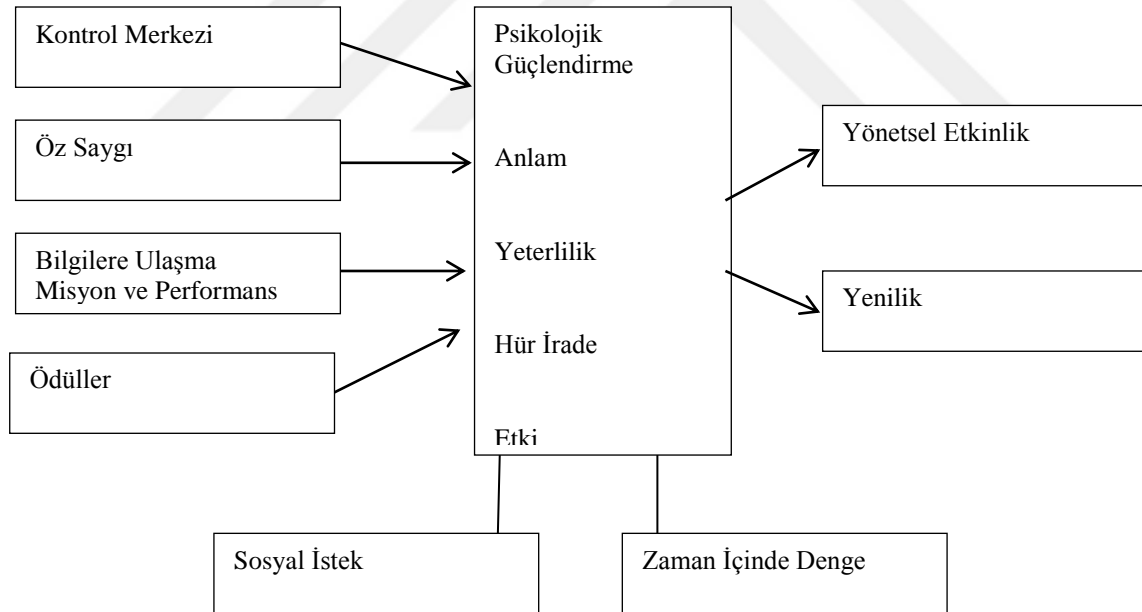 Kontrol Merkezi
Öz Saygı
Bilgilere Ulaşma
Misyon ve Performans
Ödüller
Psikolojik
Güçlendirme
Anlam
Yeterlilik
Hür İrade
Etki
Yönetsel Etkinlik
Yenilik
Sosyal İstek
Zaman İçinde Denge